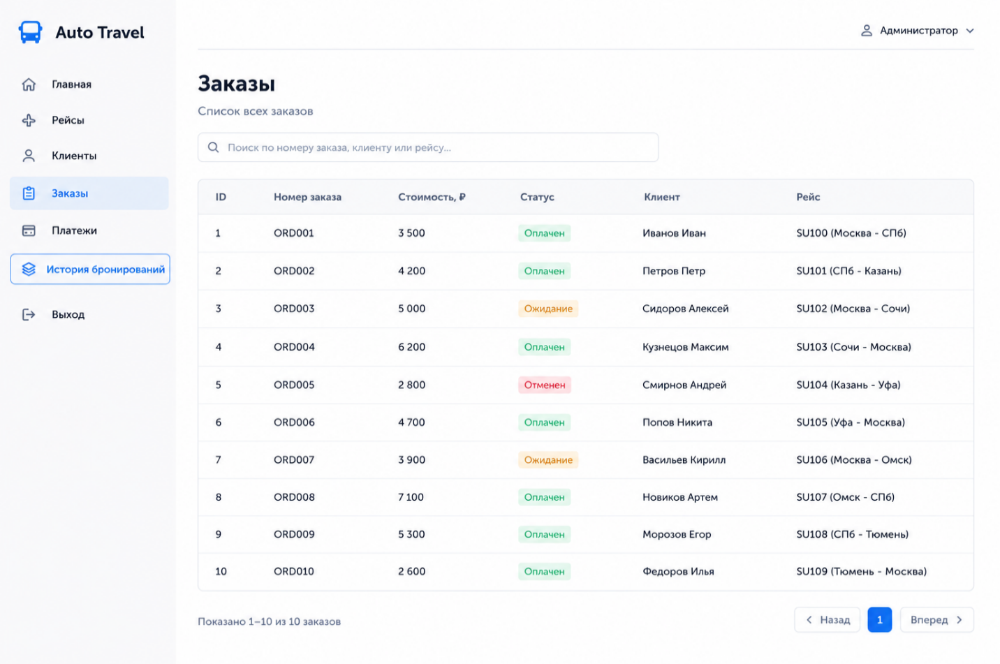 Auto Travel
Администратор
Главная
Рейсы
Клиенты
Заказы
Платежи
История бронирований
Выход
Заказы
Список всех заказов
Поиск по номеру заказа, клиенту или рейсу...
ID Номер заказа Стоимость, ₽ Статус Клиент Рейс
1 ORD001 3 500 Оплачен Иванов Иван SU100 (Москва - СПб)
2 ORD002 4 200 Оплачен Петров Петр SU101 (СПб - Казань)
3 ORD003 5 000 Ожидание Сидоров Алексей SU102 (Москва - Сочи)
4 ORD004 6 200 Оплачен Кузнецов Максим SU103 (Сочи - Москва)
5 ORD005 2 800 Отменен Смирнов Андрей SU104 (Казань - Уфа)
6 ORD006 4 700 Оплачен Попов Никита SU105 (Уфа - Москва)
7 ORD007 3 900 Ожидание Васильев Кирилл SU106 (Москва - Омск)
8 ORD008 7 100 Оплачен Новиков Артем SU107 (Омск - СПб)
9 ORD009 5 300 Оплачен Морозов Егор SU108 (СПб - Тюмень)
10 ORD010 2 600 Оплачен Федоров Илья SU109 (Тюмень - Москва)
Показано 1–10 из 10 заказов
Назад 1 Вперед